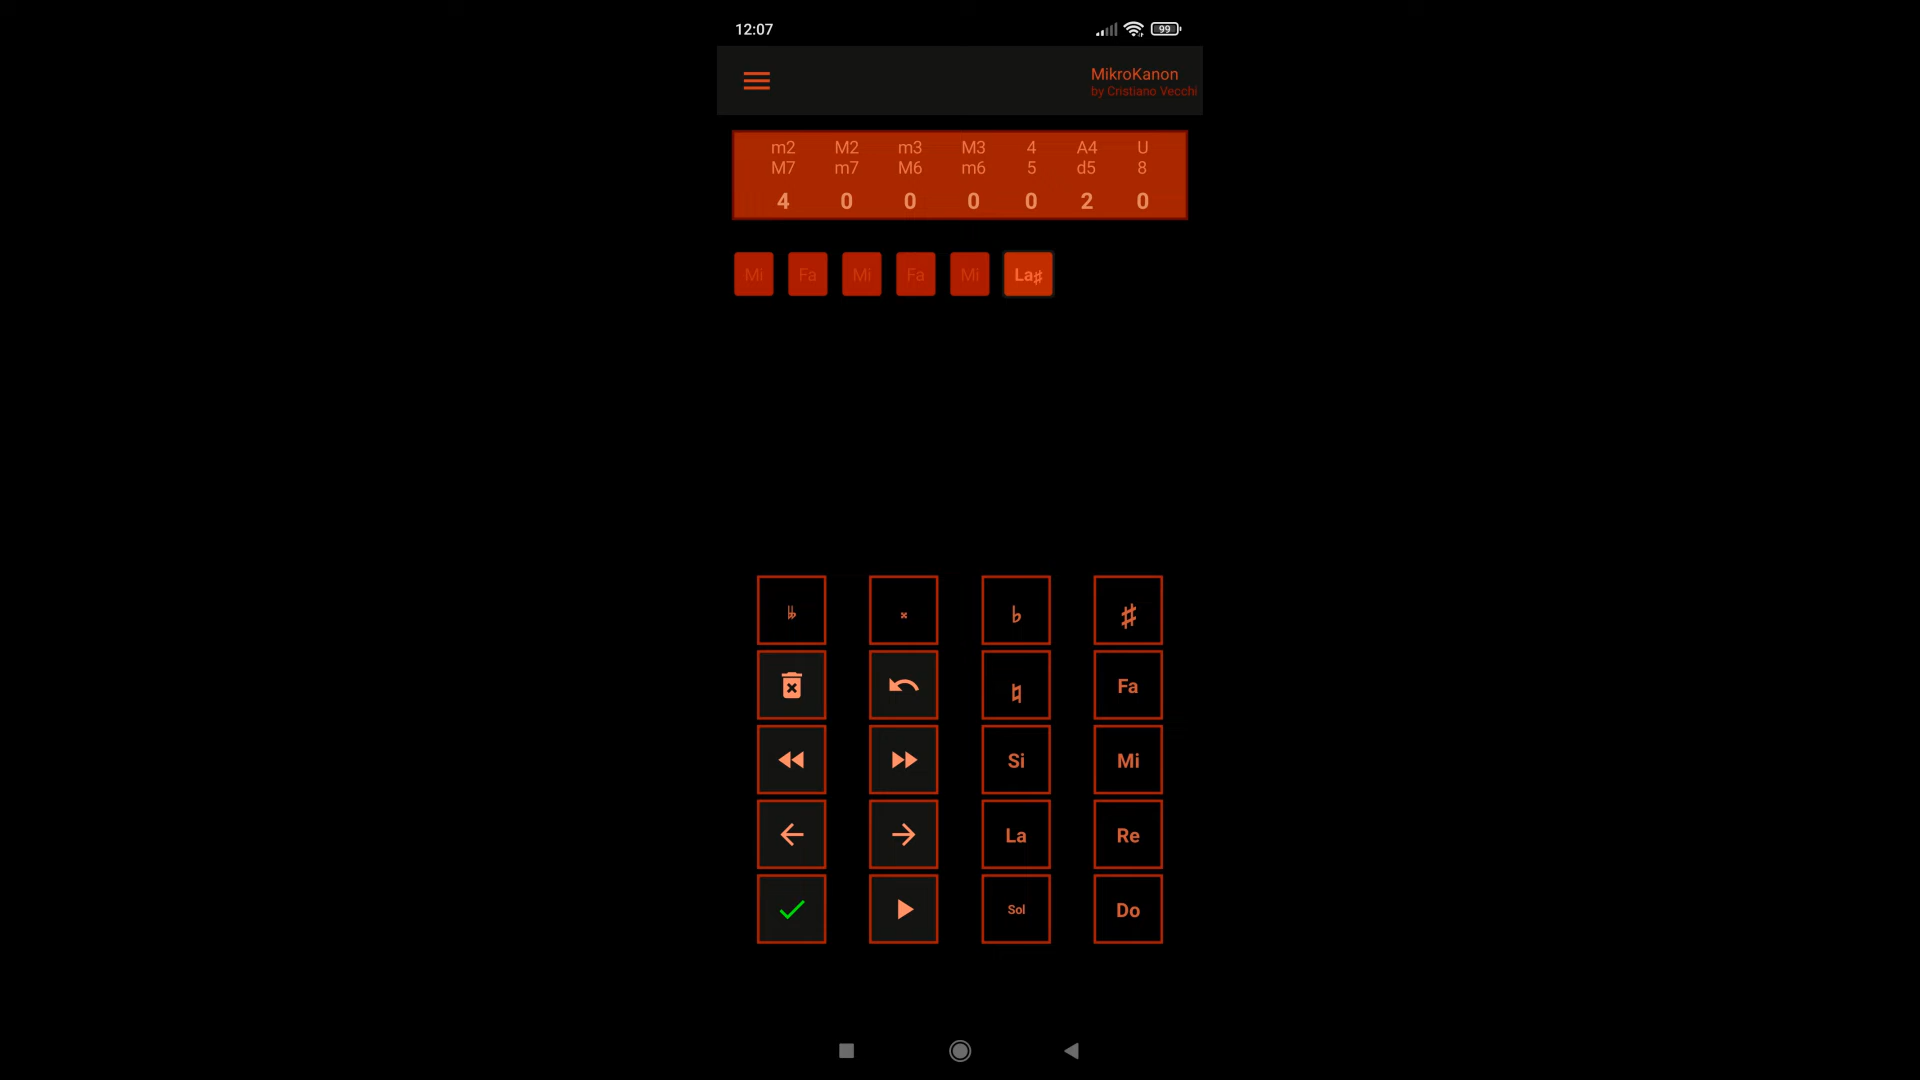 12:07
99
MikroKanon
by Cristiano Vecchi
m2 M2 m3 M3 4 A4 U
M7 m7 M6 m6 5 d5 8
4 0 0 0 0 2 0
Mi Fa Mi Fa Mi La♯
𝄫 𝄪 ♭ ♯
♮ Fa
Si Mi
La Re
Sol Do